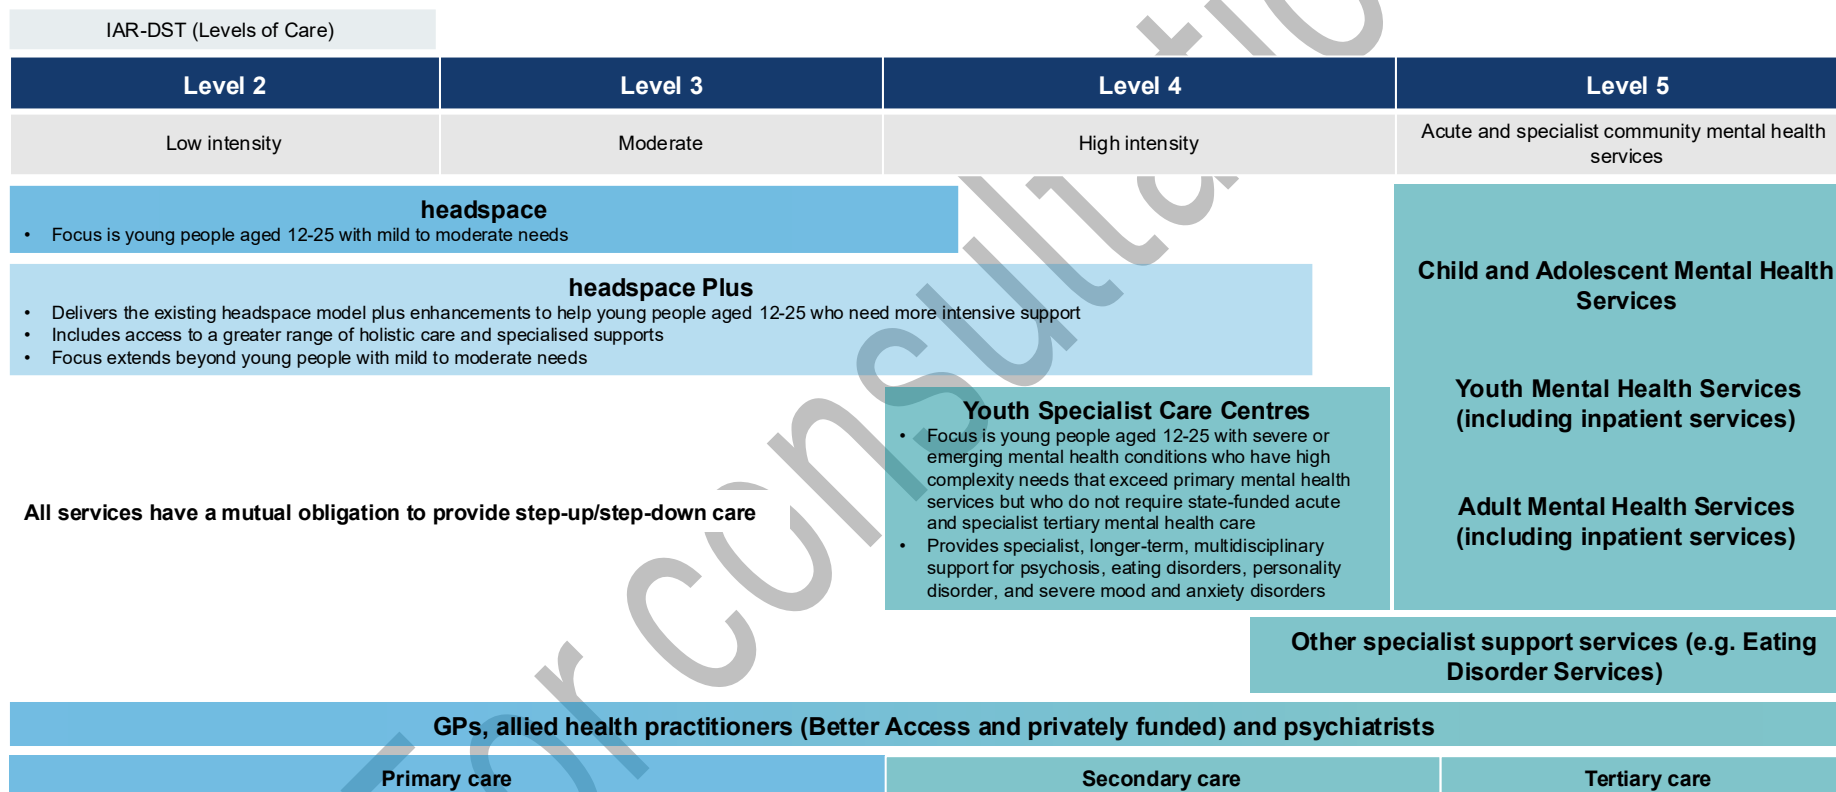 IAR-DST (Levels of Care)
Level 2
Level 3
Level 4
Level 5
Low intensity
Moderate
High intensity
Acute and specialist community mental health
services
headspace
• Focus is young people aged 12-25 with mild to moderate needs
headspace Plus
• Delivers the existing headspace model plus enhancements to help young people aged 12-25 who need more intensive support
• Includes access to a greater range of holistic care and specialised supports
• Focus extends beyond young people with mild to moderate needs
Child and Adolescent Mental Health
Services
Youth Mental Health Services
(including inpatient services)
Adult Mental Health Services
(including inpatient services)
Youth Specialist Care Centres
• Focus is young people aged 12-25 with severe or
emerging mental health conditions who have high
complexity needs that exceed primary mental health
services but who do not require state-funded acute
and specialist tertiary mental health care
• Provides specialist, longer-term, multidisciplinary
support for psychosis, eating disorders, personality
disorder, and severe mood and anxiety disorders
All services have a mutual obligation to provide step-up/step-down care
Other specialist support services (e.g. Eating
Disorder Services)
GPs, allied health practitioners (Better Access and privately funded) and psychiatrists
Primary care
Secondary care
Tertiary care
For consultatio